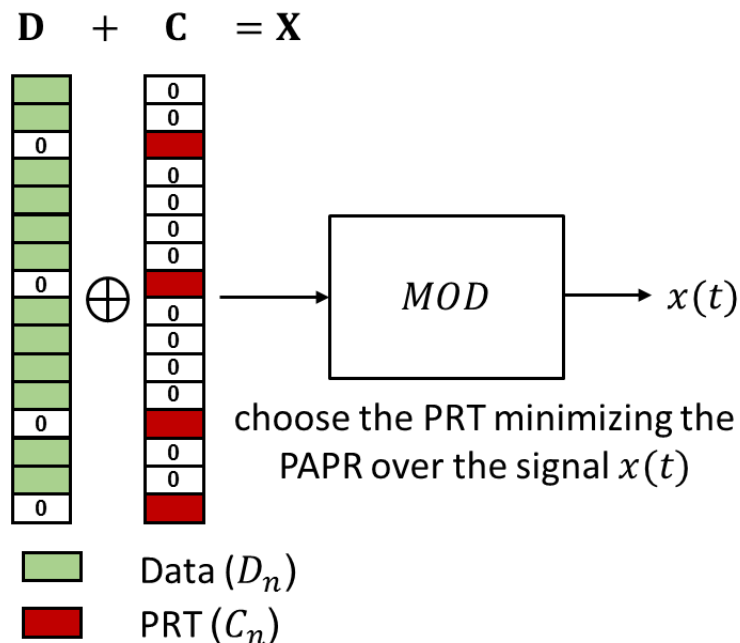 D + C = X
0
0
0
0
0
0
0
0
0
MOD
x(t)
0
0
0
0
0
choose the PRT minimizing the
0
0
PAPR over the signal x(t)
0
Data (Dₙ)
PRT (Cₙ)